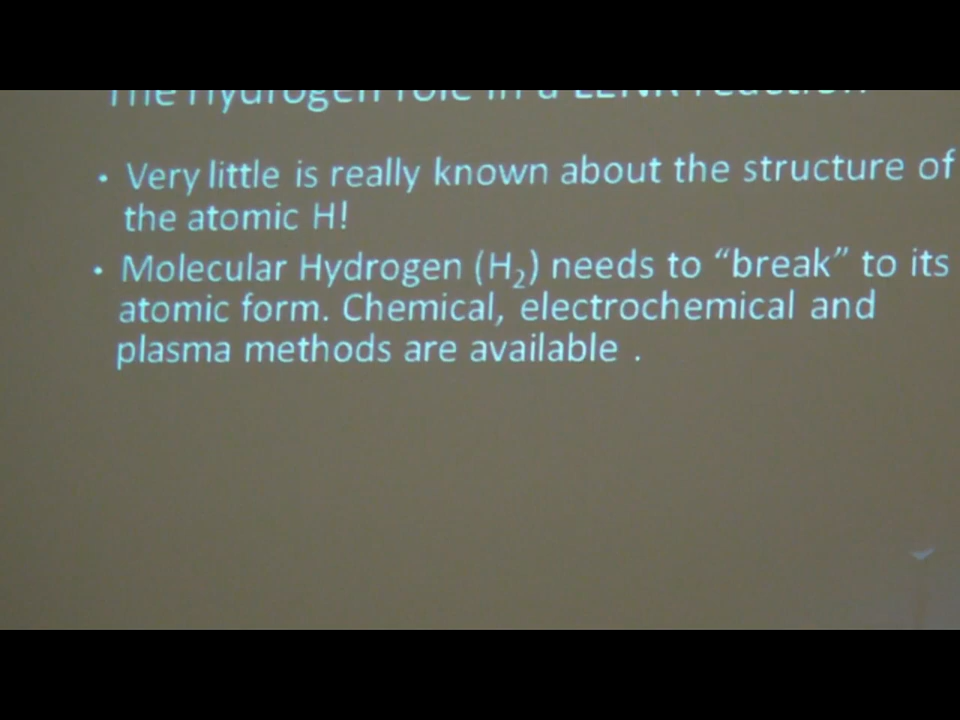 The Hydrogen role in a LENR reaction
• Very little is really known about the structure of
the atomic H!
• Molecular Hydrogen (H₂) needs to “break” to its
atomic form. Chemical, electrochemical and
plasma methods are available .